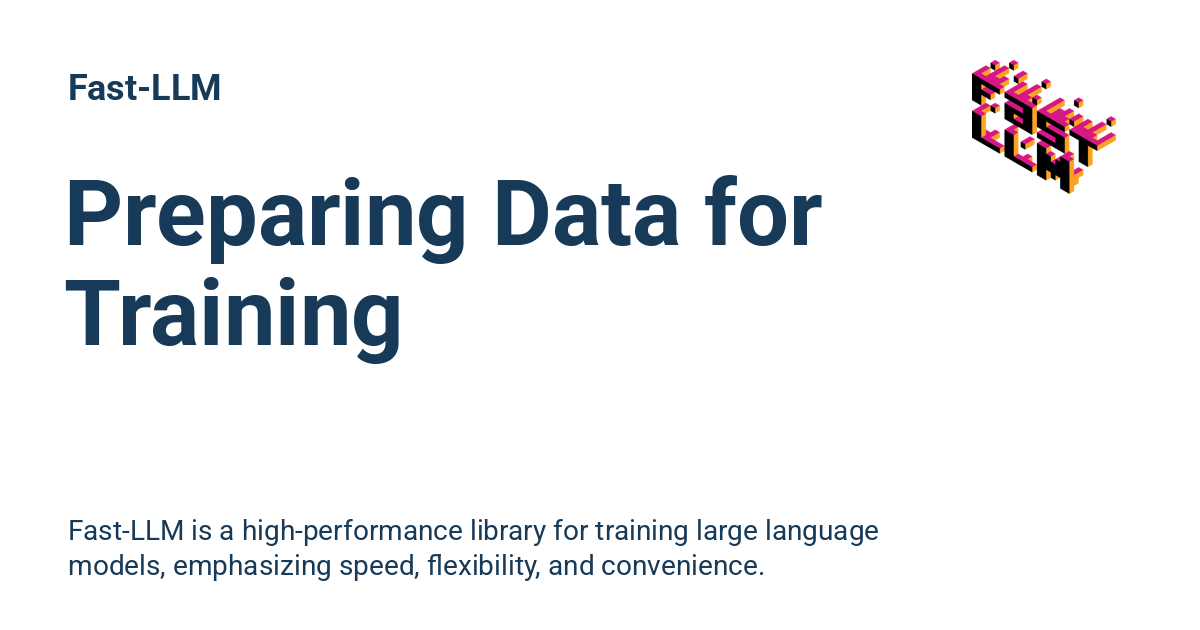 Fast-LLM
Fast
LLM
Preparing Data for
Training
Fast-LLM is a high-performance library for training large language
models, emphasizing speed, flexibility, and convenience.